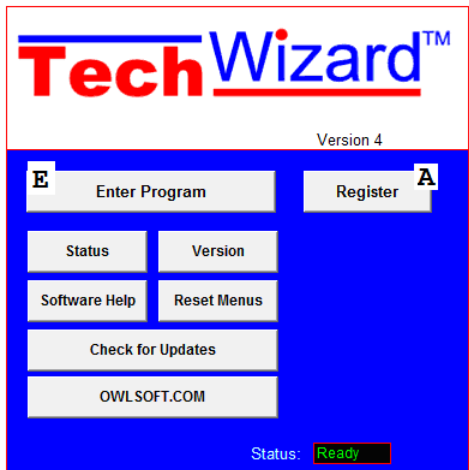 TechWizard™
Version 4
E Enter Program Register A
Status Version
Software Help Reset Menus
Check for Updates
OWLSOFT.COM
Status: Ready